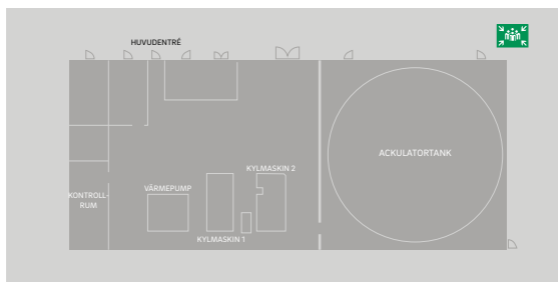 HUVUDENTRÉ
ACKULATORTANK
KYLMASKIN 2
VÄRMEPUMP
KONTROLL-
RUM
KYLMASKIN 1